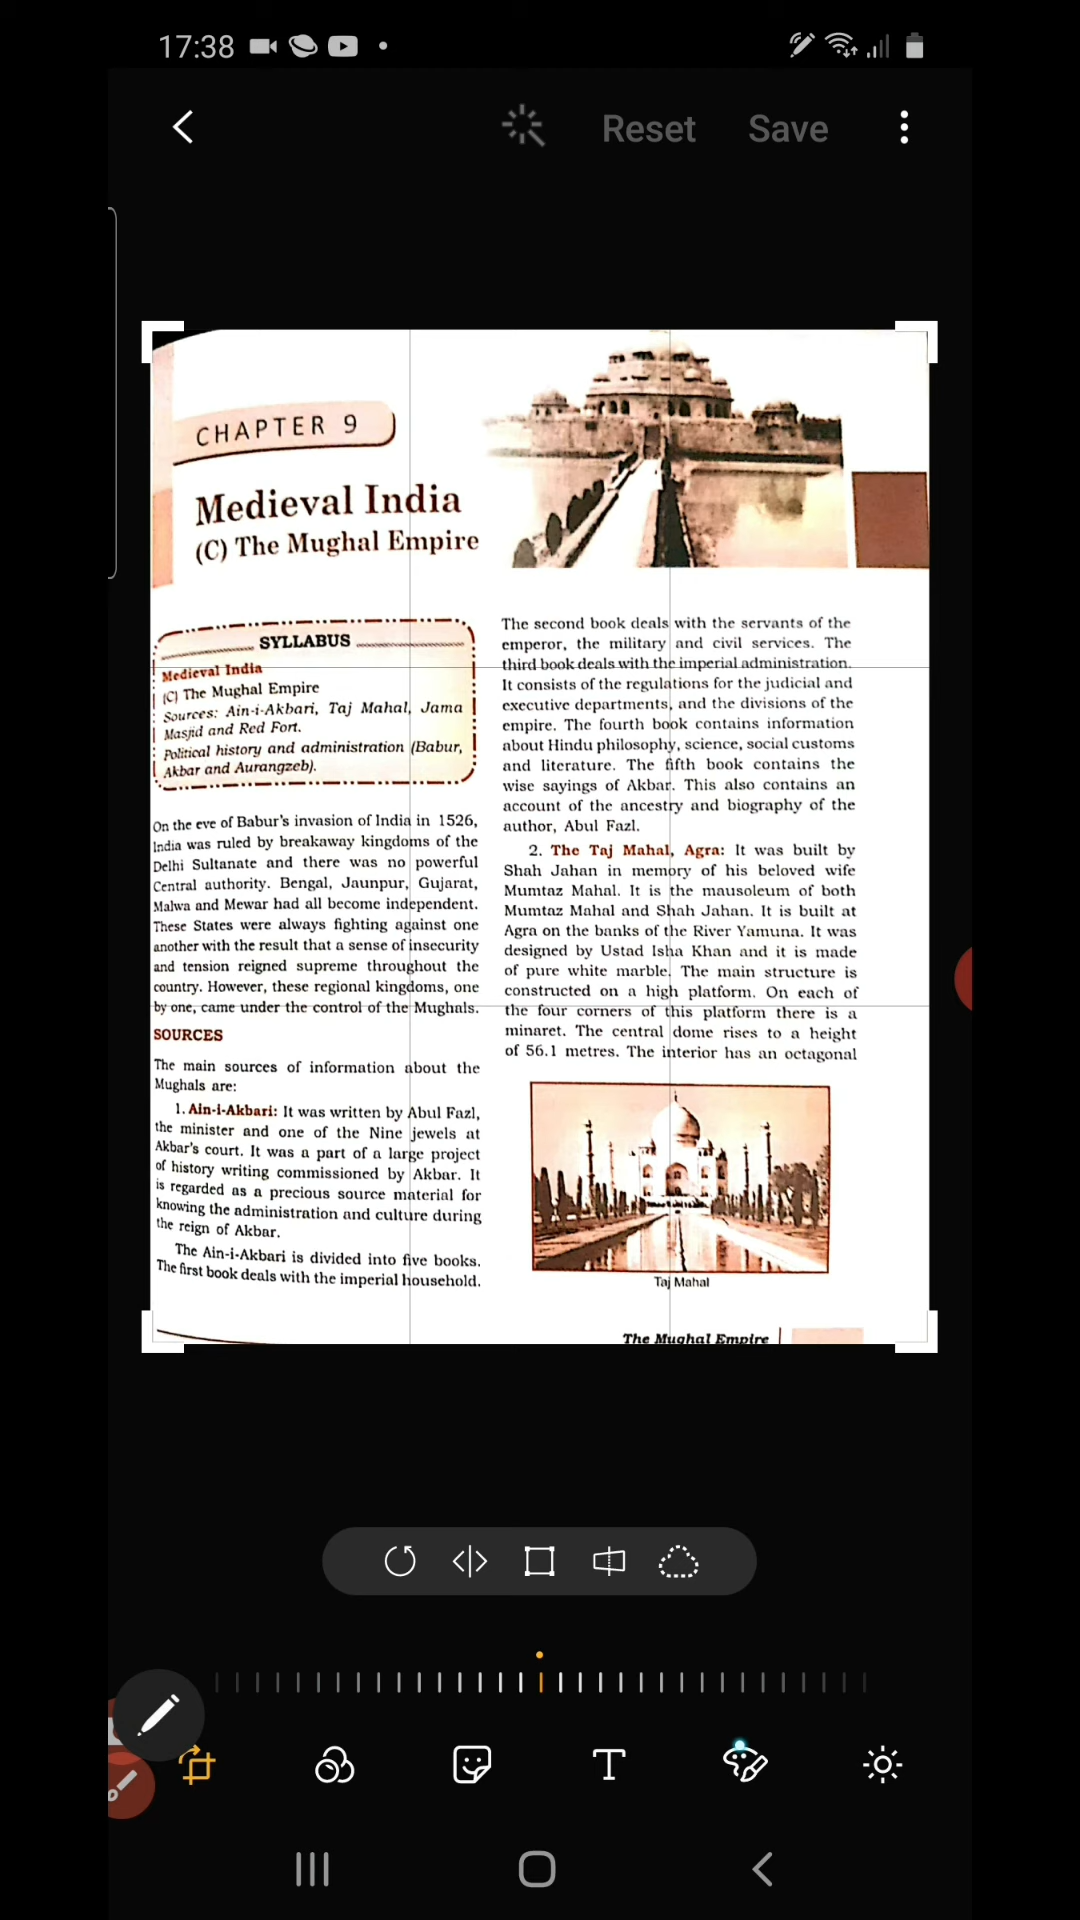 17:38
Reset Save
CHAPTER 9
Medieval India
(C) The Mughal Empire
SYLLABUS
Medieval India
(C) The Mughal Empire
Sources: Ain-i-Akbari, Taj Mahal, Jama
Masjid and Red Fort.
Political history and administration (Babur,
Akbar and Aurangzeb).
On the eve of Babur's invasion of India in 1526,
India was ruled by breakaway kingdoms of the
Delhi Sultanate and there was no powerful
Central authority. Bengal, Jaunpur, Gujarat,
Malwa and Mewar had all become independent.
These States were always fighting against one
another with the result that a sense of insecurity
and tension reigned supreme throughout the
country. However, these regional kingdoms, one
by one, came under the control of the Mughals.
SOURCES
The main sources of information about the
Mughals are:
1. Ain-i-Akbari: It was written by Abul Fazl,
the minister and one of the Nine jewels at
Akbar's court. It was a part of a large project
of history writing commissioned by Akbar. It
is regarded as a precious source material for
knowing the administration and culture during
the reign of Akbar.
The Ain-i-Akbari is divided into five books.
The first book deals with the imperial household.
The second book deals with the servants of the
emperor, the military and civil services. The
third book deals with the imperial administration.
It consists of the regulations for the judicial and
executive departments, and the divisions of the
empire. The fourth book contains information
about Hindu philosophy, science, social customs
and literature. The fifth book contains the
wise sayings of Akbar. This also contains an
account of the ancestry and biography of the
author, Abul Fazl.
2. The Taj Mahal, Agra: It was built by
Shah Jahan in memory of his beloved wife
Mumtaz Mahal. It is the mausoleum of both
Mumtaz Mahal and Shah Jahan. It is built at
Agra on the banks of the River Yamuna. It was
designed by Ustad Isha Khan and it is made
of pure white marble. The main structure is
constructed on a high platform. On each of
the four corners of this platform there is a
minaret. The central dome rises to a height
of 56.1 metres. The interior has an octagonal
Taj Mahal
The Mughal Empire